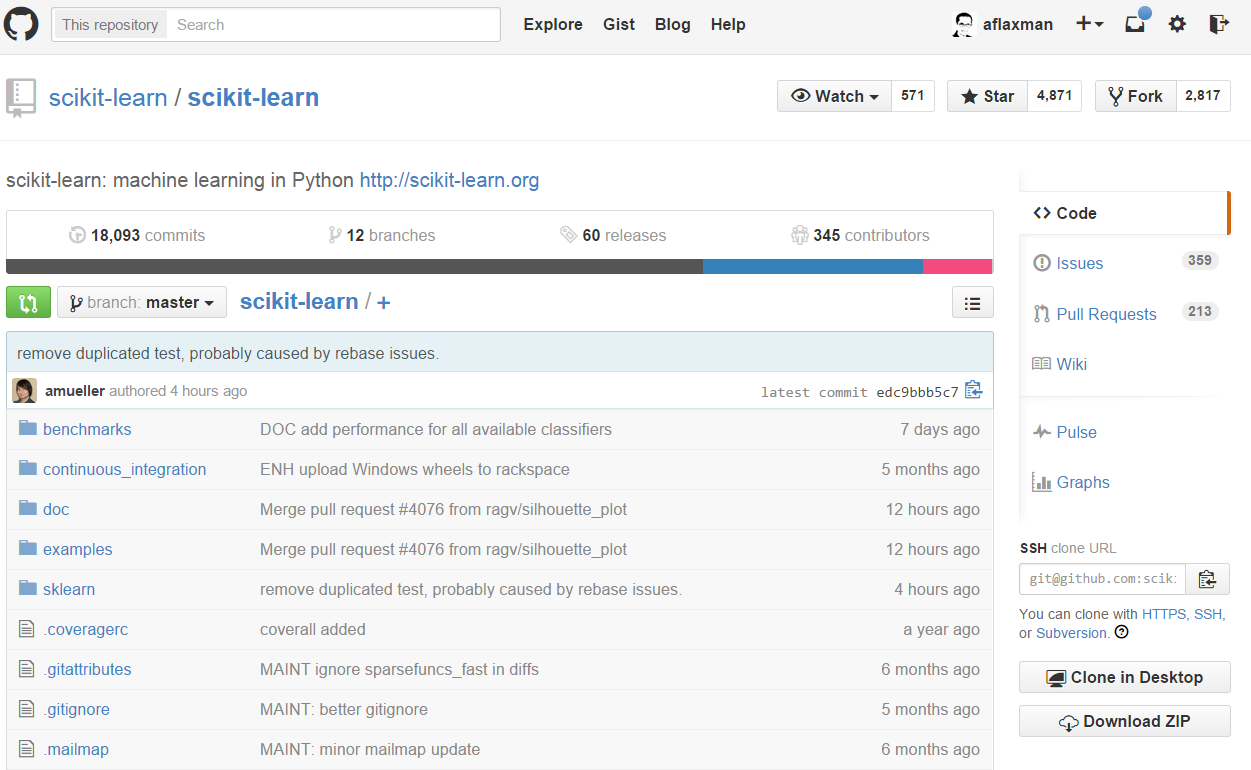 This repository Search Explore Gist Blog Help aflaxman
scikit-learn / scikit-learn Watch 571 Star 4,871 Fork 2,817
scikit-learn: machine learning in Python http://scikit-learn.org
18,093 commits 12 branches 60 releases 345 contributors
branch: master scikit-learn / +
remove duplicated test, probably caused by rebase issues.
amueller authored 4 hours ago latest commit edc9bbb5c7
benchmarks DOC add performance for all available classifiers 7 days ago
continuous_integration ENH upload Windows wheels to rackspace 5 months ago
doc Merge pull request #4076 from ragv/silhouette_plot 12 hours ago
examples Merge pull request #4076 from ragv/silhouette_plot 12 hours ago
sklearn remove duplicated test, probably caused by rebase issues. 4 hours ago
.coveragerc coverall added a year ago
.gitattributes MAINT ignore sparsefuncs_fast in diffs 6 months ago
.gitignore MAINT: better gitignore 5 months ago
.mailmap MAINT: minor mailmap update 6 months ago
Code
Issues 359
Pull Requests 213
Wiki
Pulse
Graphs
SSH clone URL
git@github.com:scik
You can clone with HTTPS, SSH,
or Subversion.
Clone in Desktop
Download ZIP